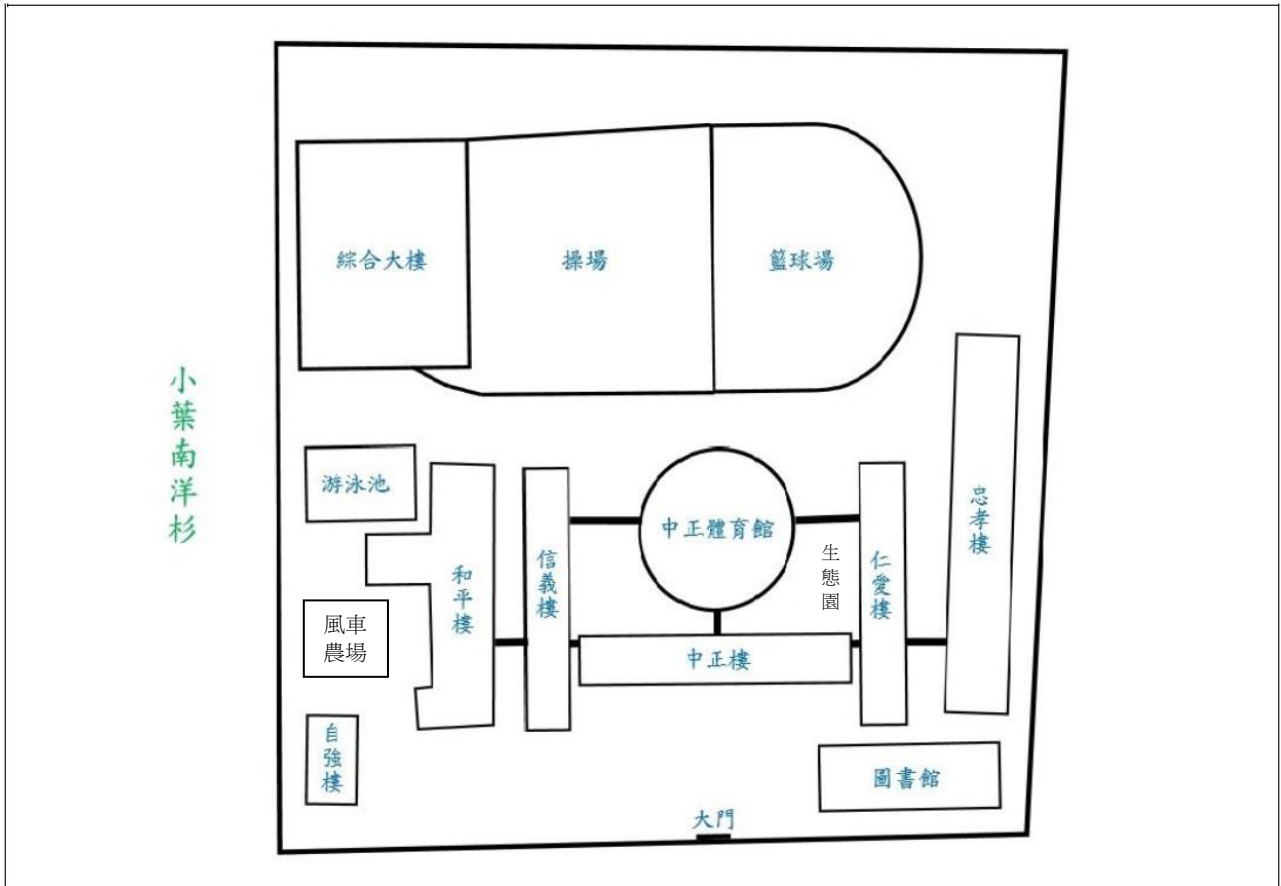 綜合大樓
操場
籃球場
小葉南洋杉
游泳池
中正體育館
忠孝樓
生態園
信義樓
仁愛樓
和平樓
風車
農場
中正樓
自強樓
圖書館
大門